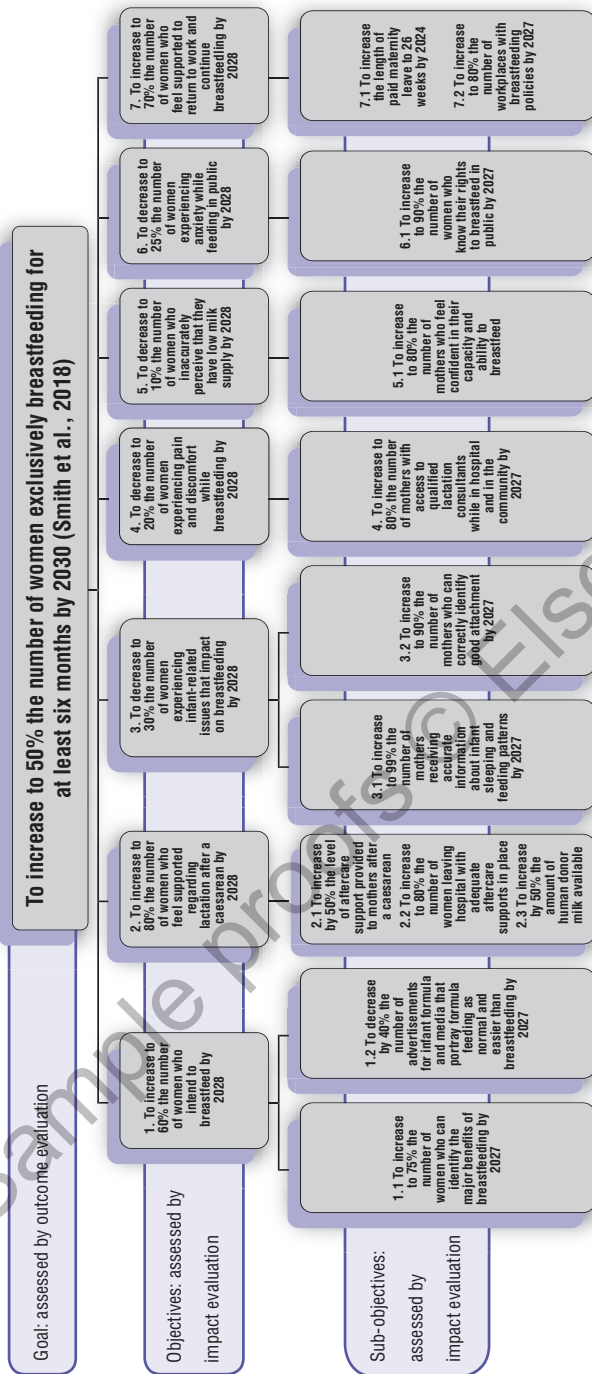 Goal: assessed by outcome evaluation
To increase to 50% the number of women exclusively breastfeeding for
at least six months by 2030 (Smith et al., 2018)
Objectives: assessed by
impact evaluation
1. To increase to
60% the number
of women who
intend to
breastfeed by
2028
2. To increase to
80% the number
of women who
feel supported
regarding
lactation after a
caesarean by
2028
3. To decrease to
30% the number
of women
experiencing
infant-related
issues that impact
on breastfeeding
by 2028
4. To decrease to
20% the number
of women
experiencing pain
and discomfort
while
breastfeeding by
2028
5. To decrease to
10% the number
of women who
inaccurately
perceive that they
have low milk
supply by 2028
6. To decrease to
25% the number
of women
experiencing
anxiety while
feeding in public
by 2028
7. To increase to
70% the number
of women who
feel supported to
return to work and
continue
breastfeedling by
2028
Sub-objectives:
assessed by
impact evaluation
1.1 To increase
to 75% the
number of
women who can
identify the
major benefits of
breastfeeding by
2027
1.2 To decrease
by 40% the
number of
advertisements
for infant formula
and media that
portray formula
feeding as
normal and
easier than
breastfeeding by
2027
2.1 To increase
by 50% the level
of aftercare
support provided
to mothers after
a caesarean
2.2 To increase
to 80% the
number of
women leaving
hospital with
adequate
aftercare
supports in place
2.3 To increase
by 50% the
amount of
human donor
milk available
3.1 To increase
to 99% the
number of
mothers
receiving
accurate
information
about infant
sleeping and
feeding patterns
by 2027
3.2 To increase
to 90% the
number of
mothers who can
correctly identify
good attachment
by 2027
4. To increase to
80% the number
of mothers with
access to
qualified
lactation
consultants
while in hospital
and in the
community by
2027
5.1 To increase
to 80% the
number of
mothers who feel
confident in their
capacity and
ability to
breastfeed
6.1 To increase
to 90% the
number of
women who
know their rights
to breastfeed in
public by 2027
7.1 To increase
the length of
paid maternity
leave to 26
weeks by 2024
7.2 To increase
to 80% the
number of
workplaces with
breastfeeding
policies by 2027
Sample proofs © Else